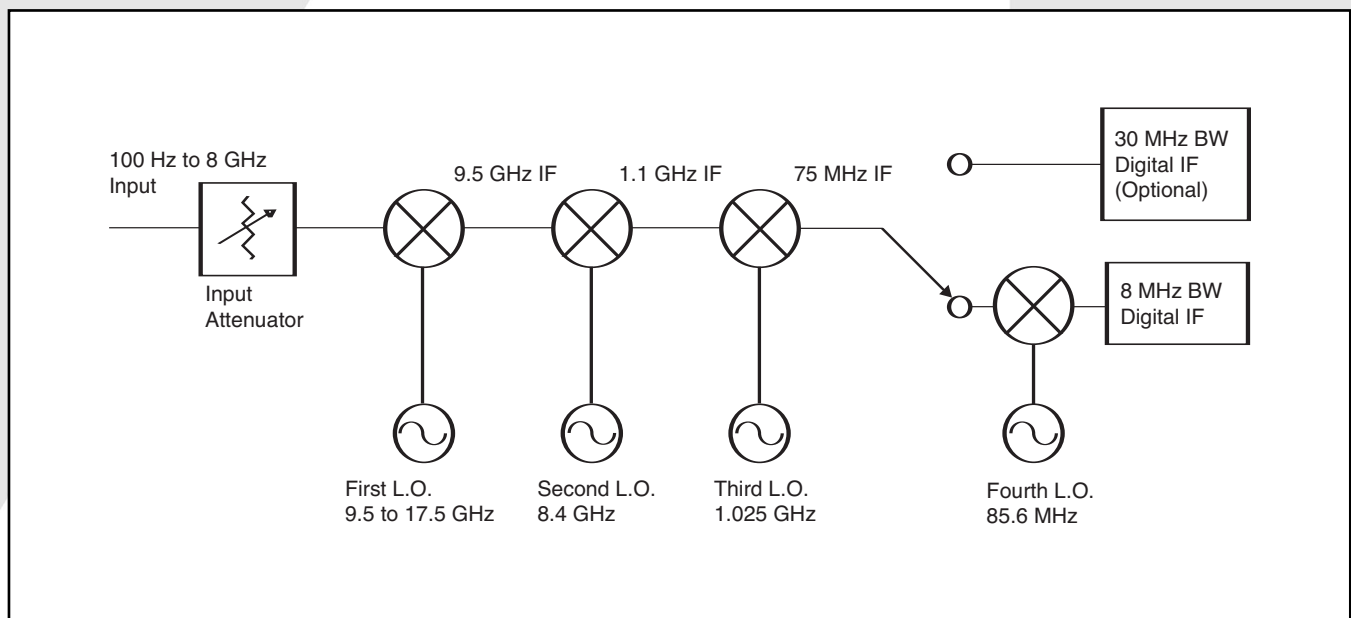 100 Hz to 8 GHz
Input
Input
Attenuator
9.5 GHz IF
1.1 GHz IF
75 MHz IF
30 MHz BW
Digital IF
(Optional)
8 MHz BW
Digital IF
First L.O.
9.5 to 17.5 GHz
Second L.O.
8.4 GHz
Third L.O.
1.025 GHz
Fourth L.O.
85.6 MHz